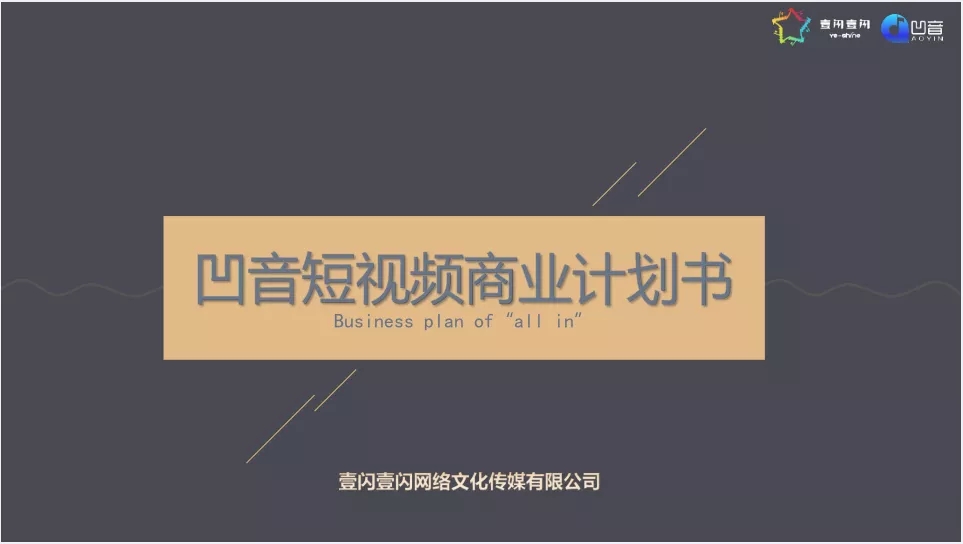 壹闪壹闪
ye-shine
凹音
AOYIN
凹音短视频商业计划书
Business plan of “all in”
壹闪壹闪网络文化传媒有限公司